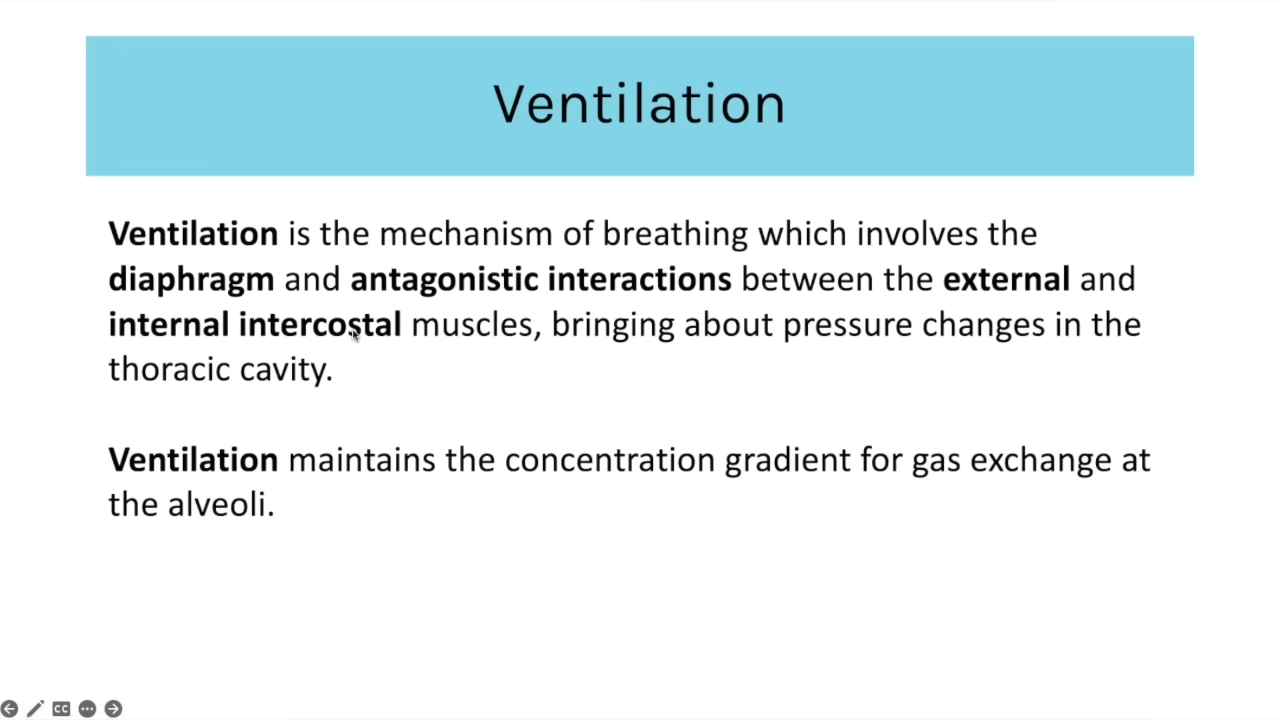 Ventilation
Ventilation is the mechanism of breathing which involves the
diaphragm and antagonistic interactions between the external and
internal intercostal muscles, bringing about pressure changes in the
thoracic cavity.
Ventilation maintains the concentration gradient for gas exchange at
the alveoli.
CC